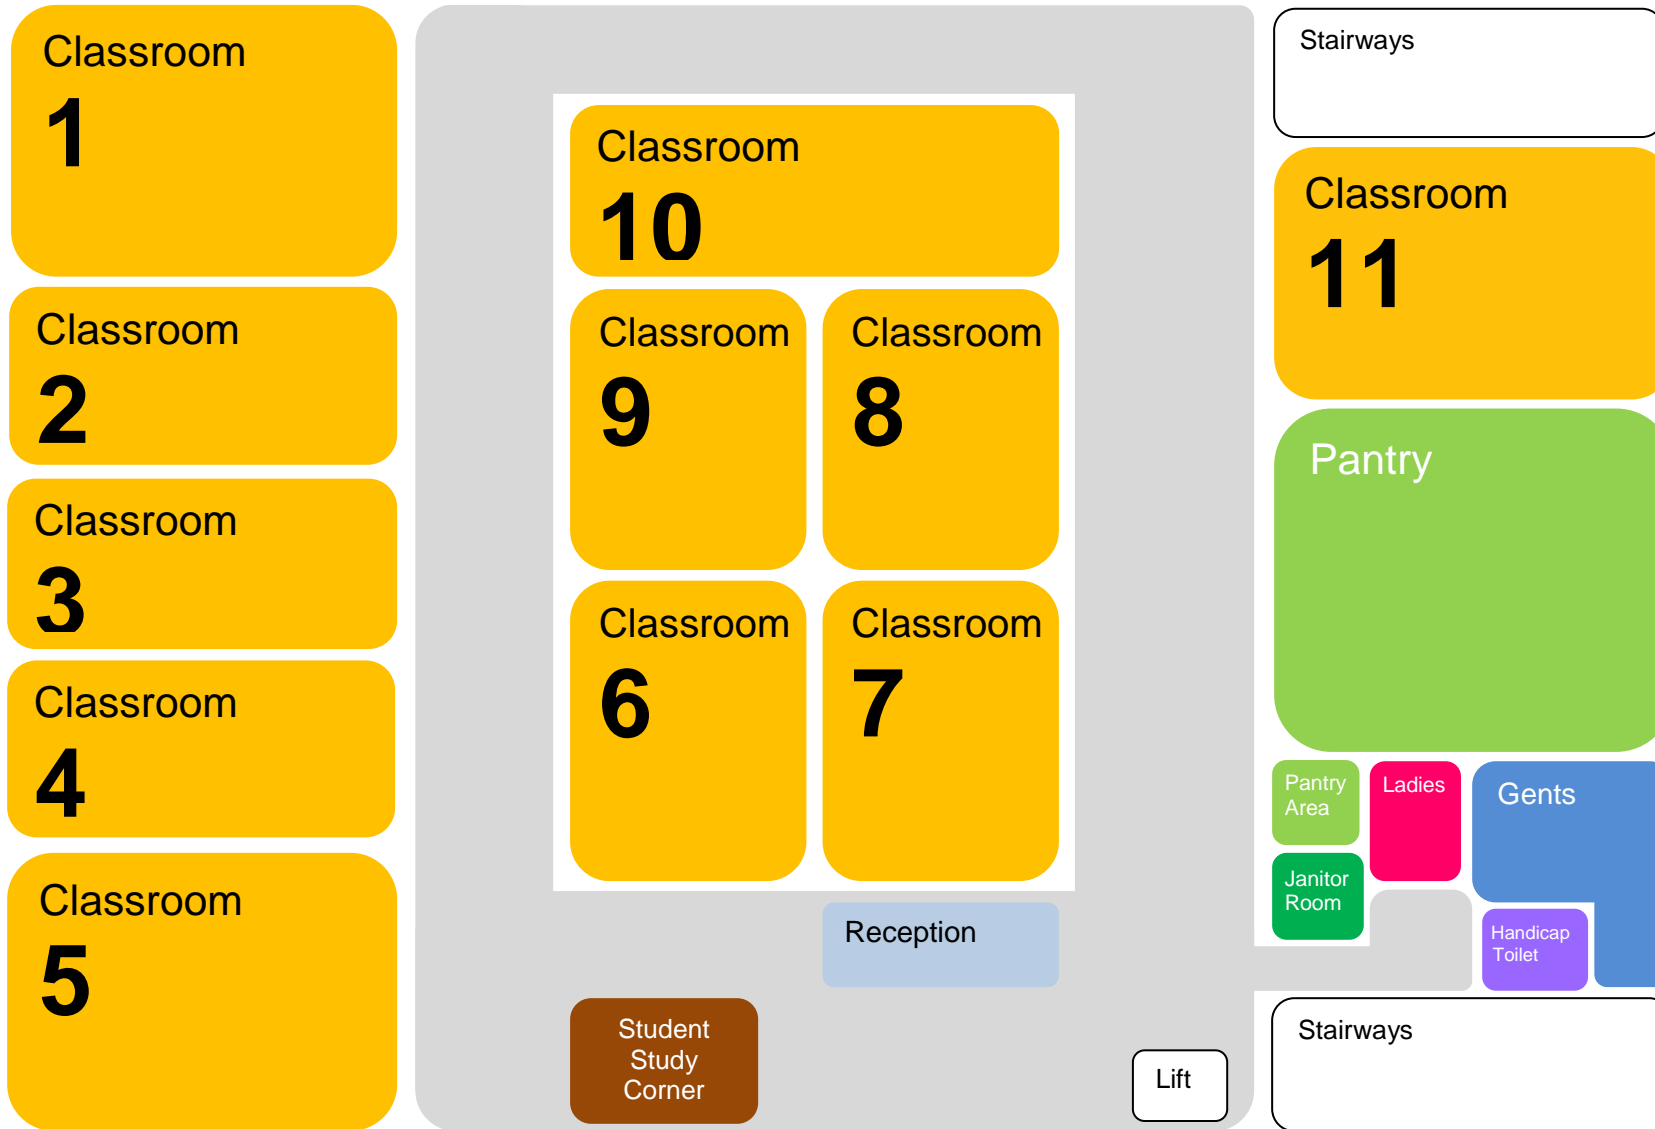 Classroom
1
Classroom
2
Classroom
3
Classroom
4
Classroom
5
Classroom
10
Classroom
9
Classroom
8
Classroom
6
Classroom
7
Reception
Student
Study
Corner
Lift
Stairways
Classroom
11
Pantry
Pantry
Area
Ladies
Gents
Janitor
Room
Handicap
Toilet
Stairways